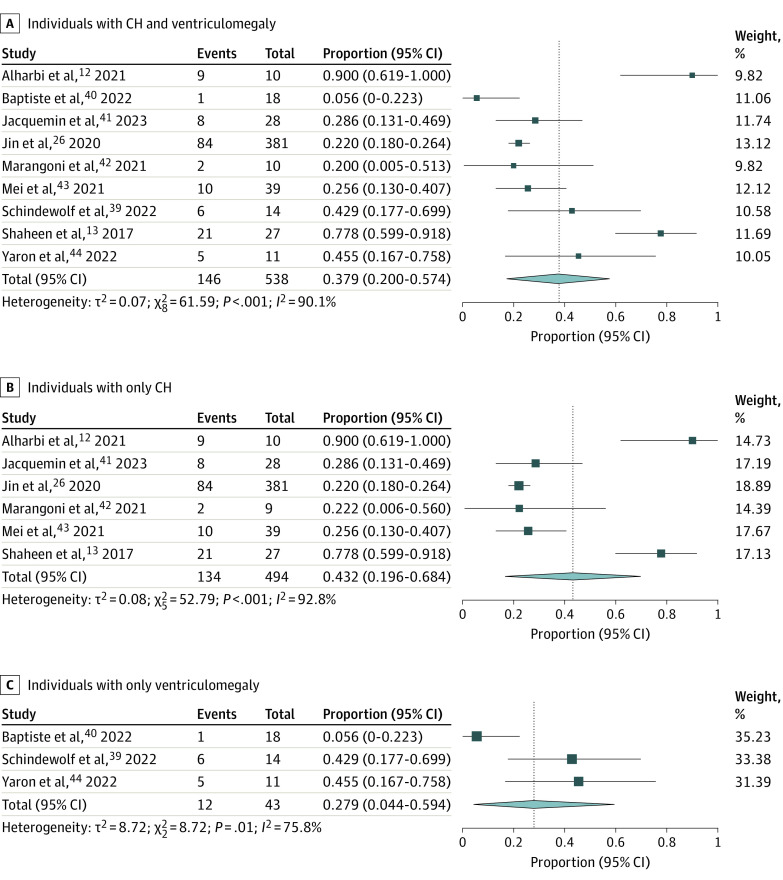 A Individuals with CH and ventriculomegaly
Study Events Total Proportion (95% CI) Weight, %
Alharbi et al,12 2021 9 10 0.900 (0.619-1.000) 9.82
Baptiste et al,40 2022 1 18 0.056 (0-0.223) 11.06
Jacquemin et al,41 2023 8 28 0.286 (0.131-0.469) 11.74
Jin et al,26 2020 84 381 0.220 (0.180-0.264) 13.12
Marangoni et al,42 2021 2 10 0.200 (0.005-0.513) 9.82
Mei et al,43 2021 10 39 0.256 (0.130-0.407) 12.12
Schindewolf et al,39 2022 6 14 0.429 (0.177-0.699) 10.58
Shaheen et al,13 2017 21 27 0.778 (0.599-0.918) 11.69
Yaron et al,44 2022 5 11 0.455 (0.167-0.758) 10.05
Total (95% CI) 146 538 0.379 (0.200-0.574)
Heterogeneity: τ2 = 0.07; χ28 = 61.59; P <.001; I2 = 90.1%
0 0.2 0.4 0.6 0.8 1
Proportion (95% CI)
B Individuals with only CH
Study Events Total Proportion (95% CI) Weight, %
Alharbi et al,12 2021 9 10 0.900 (0.619-1.000) 14.73
Jacquemin et al,41 2023 8 28 0.286 (0.131-0.469) 17.19
Jin et al,26 2020 84 381 0.220 (0.180-0.264) 18.89
Marangoni et al,42 2021 2 9 0.222 (0.006-0.560) 14.39
Mei et al,43 2021 10 39 0.256 (0.130-0.407) 17.67
Shaheen et al,13 2017 21 27 0.778 (0.599-0.918) 17.13
Total (95% CI) 134 494 0.432 (0.196-0.684)
Heterogeneity: τ2 = 0.08; χ25 = 52.79; P <.001; I2 = 92.8%
0 0.2 0.4 0.6 0.8 1
Proportion (95% CI)
C Individuals with only ventriculomegaly
Study Events Total Proportion (95% CI) Weight, %
Baptiste et al,40 2022 1 18 0.056 (0-0.223) 35.23
Schindewolf et al,39 2022 6 14 0.429 (0.177-0.699) 33.38
Yaron et al,44 2022 5 11 0.455 (0.167-0.758) 31.39
Total (95% CI) 12 43 0.279 (0.044-0.594)
Heterogeneity: τ2 = 8.72; χ22 = 8.72; P = .01; I2 = 75.8%
0 0.2 0.4 0.6 0.8 1
Proportion (95% CI)